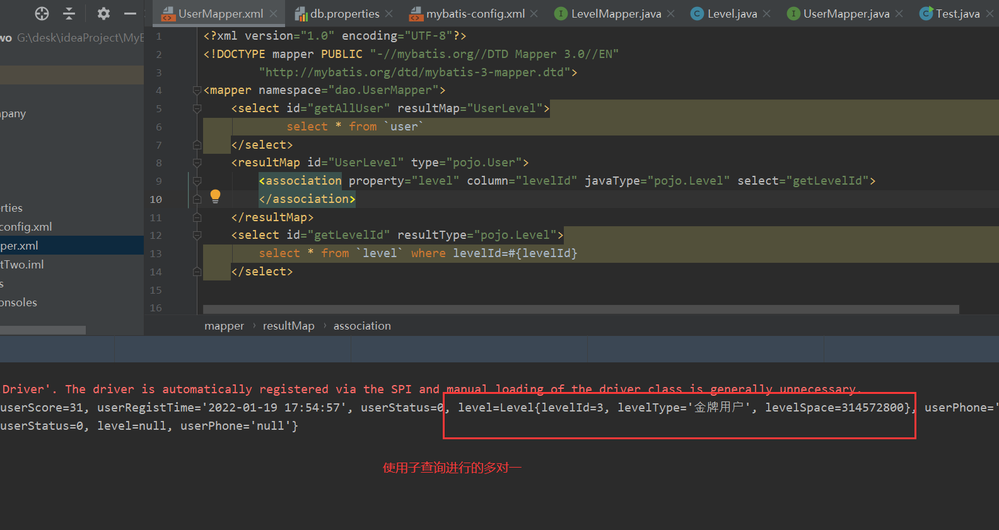 UserMapper.xml db.properties mybatis-config.xml LevelMapper.java Level.java UserMapper.java Test.java
wo G:\desk\ideaProject\MyE
mpany
rties
config.xml
per.xml
tTwo.iml
s
onsoles
1 <?xml version="1.0" encoding="UTF-8"?>
2 <!DOCTYPE mapper PUBLIC "-//mybatis.org//DTD Mapper 3.0//EN"
3 "http://mybatis.org/dtd/mybatis-3-mapper.dtd">
4 <mapper namespace="dao.UserMapper">
5 <select id="getAllUser" resultMap="UserLevel">
6 select * from `user`
7 </select>
8 <resultMap id="UserLevel" type="pojo.User">
9 <association property="level" column="levelId" javaType="pojo.Level" select="getLevelId">
10 </association>
11 </resultMap>
12 <select id="getLevelId" resultType="pojo.Level">
13 select * from `level` where levelId=#{levelId}
14 </select>
15
16
mapper › resultMap › association
Driver'. The driver is automatically registered via the SPI and manual loading of the driver class is generally unnecessary.
userScore=31, userRegistTime='2022-01-19 17:54:57', userStatus=0, level=Level{levelId=3, levelType='金牌用户', levelSpace=314572800}, userPhone='
userStatus=0, level=null, userPhone='null'}
使用子查询进行的多对一